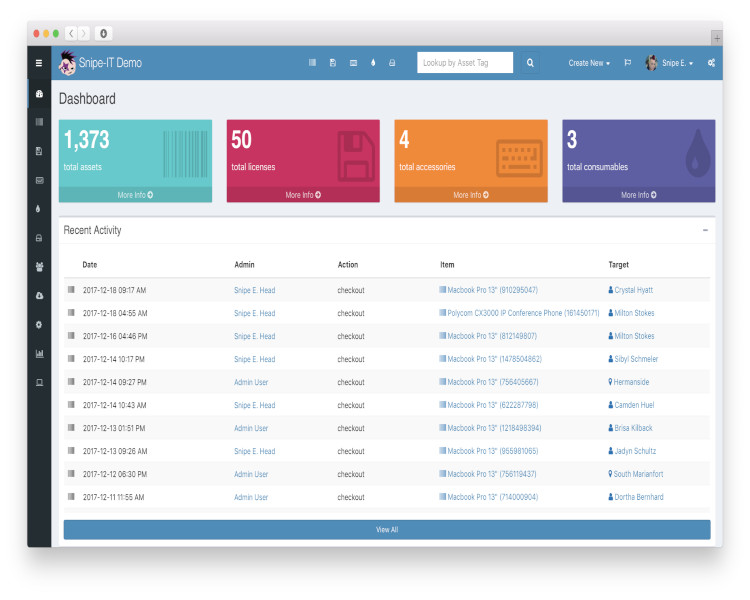 Snipe-IT Demo
Lookup by Asset Tag
Create New
Snipe E.
Dashboard
1,373
total assets
More Info
50
total licenses
More Info
4
total accessories
More Info
3
total consumables
More Info
Recent Activity
Date Admin Action Item Target
2017-12-18 09:17 AM Snipe E. Head checkout Macbook Pro 13" (910295047) Crystal Hyatt
2017-12-18 04:55 AM Snipe E. Head checkout Polycom CX3000 IP Conference Phone (161450171) Milton Stokes
2017-12-16 04:46 PM Snipe E. Head checkout Macbook Pro 13" (812149807) Milton Stokes
2017-12-14 10:17 PM Snipe E. Head checkout Macbook Pro 13" (1478504862) Sibyl Schmeler
2017-12-14 09:27 PM Admin User checkout Macbook Pro 13" (756405667) Hermanside
2017-12-14 10:43 AM Snipe E. Head checkout Macbook Pro 13" (622287798) Camden Huel
2017-12-13 01:51 PM Admin User checkout Macbook Pro 13" (1218498394) Brisa Kilback
2017-12-13 09:26 AM Snipe E. Head checkout Macbook Pro 13" (955981065) Jadyn Schultz
2017-12-12 06:30 PM Admin User checkout Macbook Pro 13" (756119437) South Marianfort
2017-12-11 11:55 AM Admin User checkout Macbook Pro 13" (714000904) Dortha Bernhard
View All